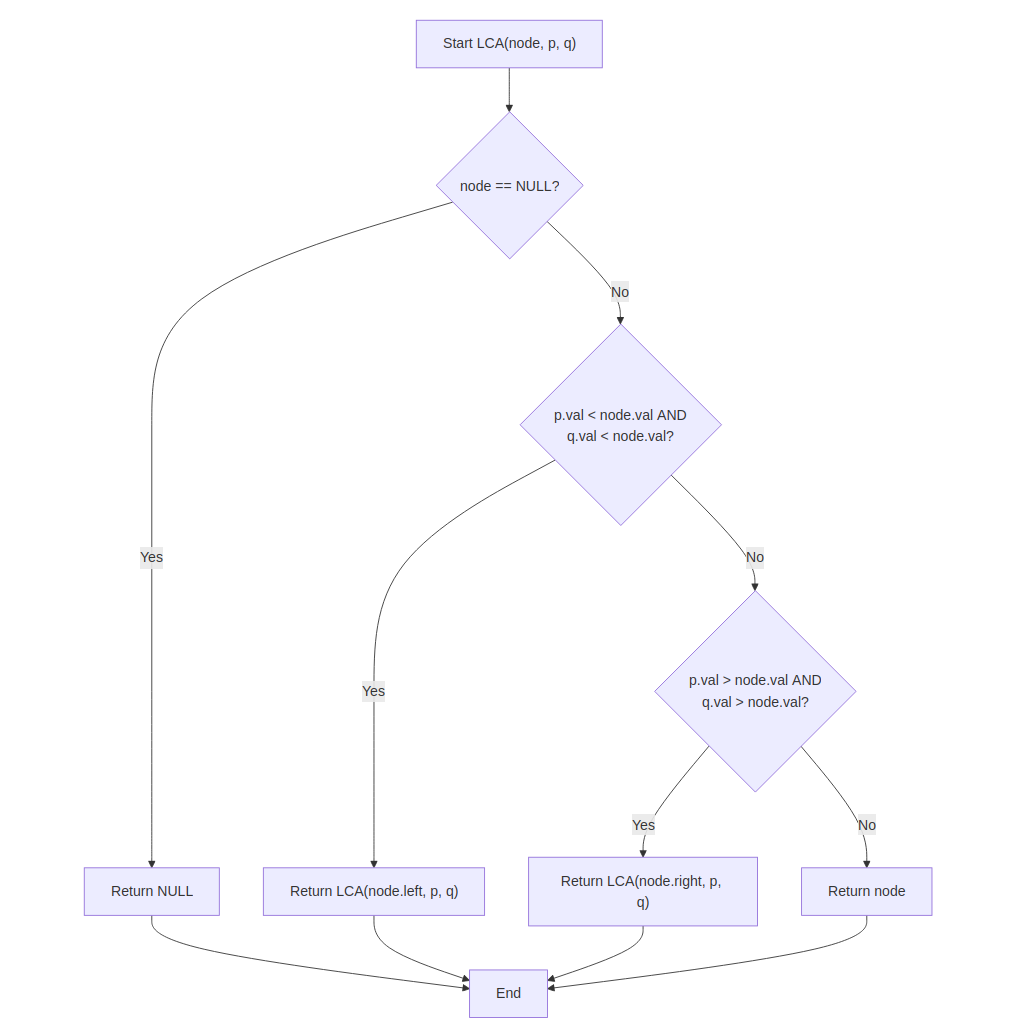 Start LCA(node, p, q)
node == NULL?
No
p.val < node.val AND
q.val < node.val?
Yes
No
p.val > node.val AND
q.val > node.val?
Yes
Yes
No
Return NULL
Return LCA(node.left, p, q)
Return LCA(node.right, p,
q)
Return node
End